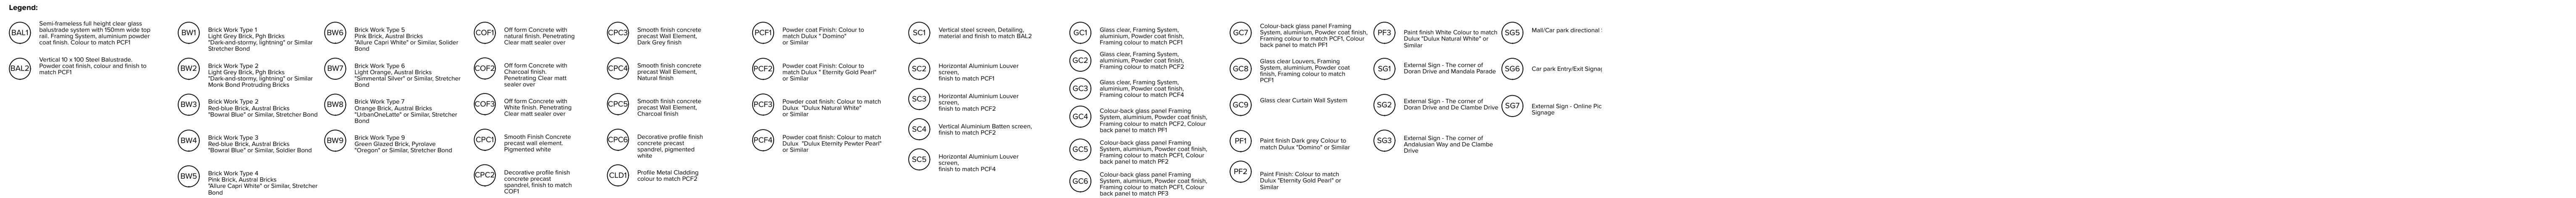 Legend:
BAL1
Semi-frameless full height clear glass
balustrade system with 150mm wide top
rail. Framing System, aluminium powder
coat finish. Colour to match PCF1
BAL2
Vertical 10 x 100 Steel Balustrade.
Powder coat finish, colour and finish to
match PCF1
BW1
Brick Work Type 1
Light Grey Brick, Pgh Bricks
"Dark-and-stormy, lightning" or Similar
Stretcher Bond
BW2
Brick Work Type 2
Light Grey Brick, Pgh Bricks
"Dark-and-stormy, lightning" or Similar
Monk Bond Protruding Bricks
BW3
Brick Work Type 2
Red-blue Brick, Austral Bricks
"Bowral Blue" or Similar, Stretcher Bond
BW4
Brick Work Type 3
Red-blue Brick, Austral Bricks
"Bowral Blue" or Similar, Soldier Bond
BW5
Brick Work Type 4
Pink Brick, Austral Bricks
"Allure Capri White" or Similar, Stretcher
Bond
BW6
Brick Work Type 5
Pink Brick, Austral Bricks
"Allure Capri White" or Similar, Solider
Bond
BW7
Brick Work Type 6
Light Orange, Austral Bricks
"Simmental Silver" or Similar, Stretcher
Bond
BW8
Brick Work Type 7
Orange Brick, Austral Bricks
"UrbanOneLatte" or Similar, Stretcher
Bond
BW9
Brick Work Type 9
Green Glazed Brick, Pyrolave
"Oregon" or Similar, Stretcher Bond
COF1
Off form Concrete with
natural finish. Penetrating
Clear matt sealer over
COF2
Off form Concrete with
Charcoal finish.
Penetrating Clear matt
sealer over
COF3
Off form Concrete with
White finish. Penetrating
Clear matt sealer over
CPC1
Smooth Finish Concrete
precast wall element.
Pigmented white
CPC2
Decorative profile finish
concrete precast
spandrel, finish to match
COF1
CPC3
Smooth finish concrete
precast Wall Element,
Dark Grey finish
CPC4
Smooth finish concrete
precast Wall Element,
Natural finish
CPC5
Smooth finish concrete
precast Wall Element,
Charcoal finish
CPC6
Decorative profile finish
concrete precast
spandrel, pigmented
white
CLD1
Profile Metal Cladding
colour to match PCF2
PCF1
Powder coat Finish: Colour to
match Dulux " Domino"
or Similar
PCF2
Powder coat Finish: Colour to
match Dulux " Eternity Gold Pearl"
or Similar
PCF3
Powder coat finish: Colour to match
Dulux "Dulux Natural White"
or Similar
PCF4
Powder coat finish: Colour to match
Dulux "Dulux Eternity Pewter Pearl"
or Similar
SC1
Vertical steel screen, Detailing,
material and finish to match BAL2
SC2
Horizontal Aluminium Louver
screen,
finish to match PCF1
SC3
Horizontal Aluminium Louver
screen,
finish to match PCF2
SC4
Vertical Aluminium Batten screen,
finish to match PCF2
SC5
Horizontal Aluminium Louver
screen,
finish to match PCF4
GC1
Glass clear, Framing System,
aluminium, Powder coat finish,
Framing colour to match PCF1
GC2
Glass clear, Framing System,
aluminium, Powder coat finish,
Framing colour to match PCF2
GC3
Glass clear, Framing System,
aluminium, Powder coat finish,
Framing colour to match PCF4
GC4
Colour-back glass panel Framing
System, aluminium, Powder coat finish,
Framing colour to match PCF2, Colour
back panel to match PF1
GC5
Colour-back glass panel Framing
System, aluminium, Powder coat finish,
Framing colour to match PCF1, Colour
back panel to match PF2
GC6
Colour-back glass panel Framing
System, aluminium, Powder coat finish,
Framing colour to match PCF1, Colour
back panel to match PF3
GC7
Colour-back glass panel Framing
System, aluminium, Powder coat finish,
Framing colour to match PCF1, Colour
back panel to match PF1
GC8
Glass clear Louvers, Framing
System, aluminium, Powder coat
finish, Framing colour to match
PCF1
GC9
Glass clear Curtain Wall System
PF1
Paint finish Dark grey Colour to
match Dulux "Domino" or Similar
PF2
Paint Finish: Colour to match
Dulux "Eternity Gold Pearl" or
Similar
PF3
Paint finish White Colour to match
Dulux "Dulux Natural White" or
Similar
SG1
External Sign - The corner of
Doran Drive and Mandala Parade
SG2
External Sign - The corner of
Doran Drive and De Clambe Drive
SG3
External Sign - The corner of
Andalusian Way and De Clambe
Drive
SG5
Mall/Car park directional
SG6
Car park Entry/Exit Signa
SG7
External Sign - Online Pic
Signage